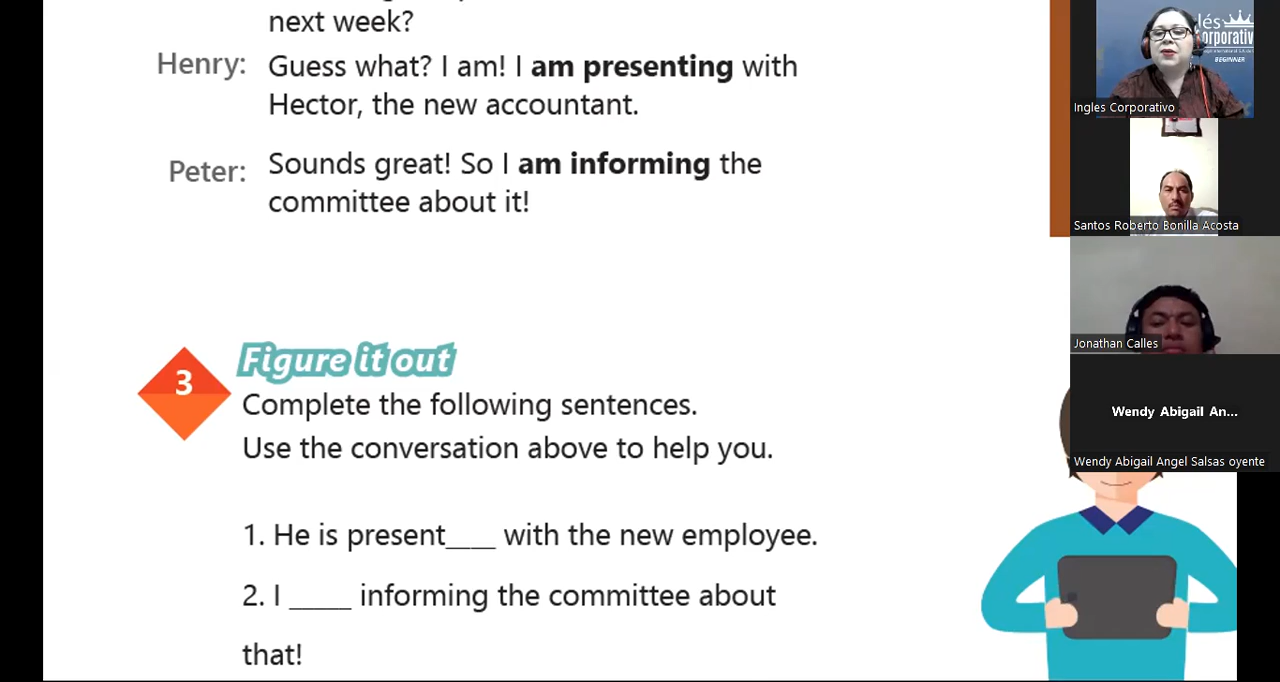 next week?
Henry: Guess what? I am! I am presenting with
Hector, the new accountant.
Peter: Sounds great! So I am informing the
committee about it!
3
Figure it out
Complete the following sentences.
Use the conversation above to help you.
1. He is present____ with the new employee.
2. I _____ informing the committee about
that!
BEGINNER
Ingles Corporativo
Santos Roberto Bonilla Acosta
Jonathan Calles
Wendy Abigail An...
Wendy Abigail Angel Salsas oyente